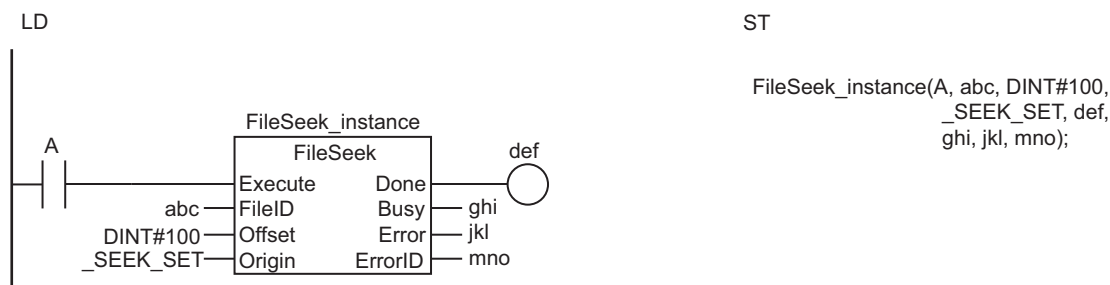 LD
ST
FileSeek_instance(A, abc, DINT#100,
_SEEK_SET, def,
ghi, jkl, mno);
FileSeek_instance
A
FileSeek
def
Execute Done
abc FileID Busy ghi
DINT#100 Offset Error jkl
_SEEK_SET Origin ErrorID mno